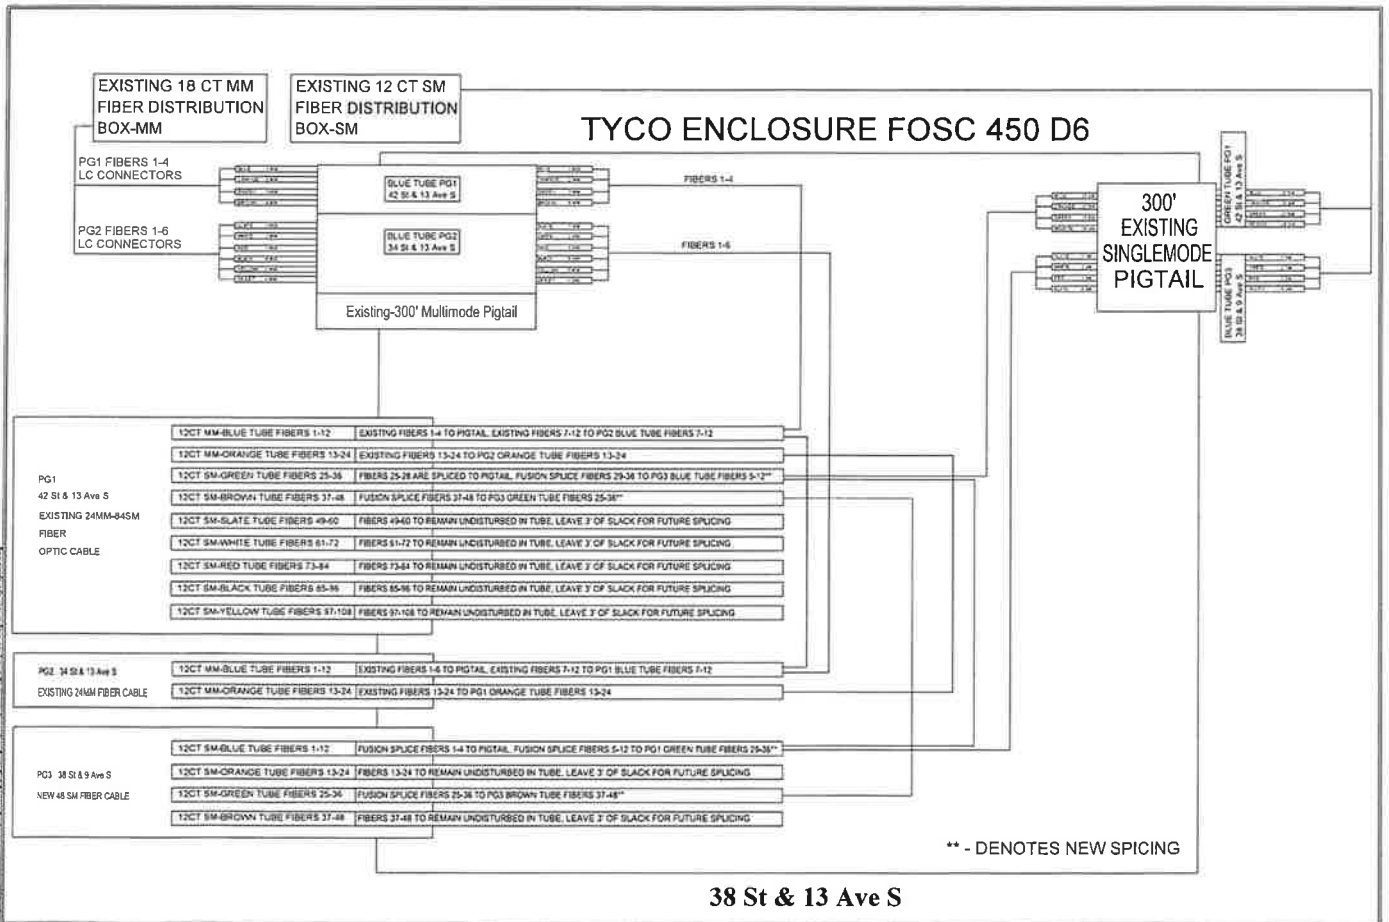 EXISTING 18 CT MM
FIBER DISTRIBUTION
BOX-MM
EXISTING 12 CT SM
FIBER DISTRIBUTION
BOX-SM
TYCO ENCLOSURE FOSC 450 D6
PG1 FIBERS 1-4
LC CONNECTORS
PG2 FIBERS 1-6
LC CONNECTORS
BLUE TUBE PG1
42 St & 13 Ave S
BLUE TUBE PG2
34 St & 13 Ave S
Existing-300' Multimode Pigtail
FIBERS 1-4
FIBERS 1-6
300'
EXISTING
SINGLEMODE
PIGTAIL
GREEN TUBE PG1
42 St & 13 Ave S
BLUE TUBE PG3
38 St & 9 Ave S
PG1
42 St & 13 Ave S
EXISTING 24MM-84SM
FIBER
OPTIC CABLE
12CT MM-BLUE TUBE FIBERS 1-12 EXISTING FIBERS 1-4 TO PIGTAIL, EXISTING FIBERS 7-12 TO PG2 BLUE TUBE FIBERS 7-12
12CT MM-ORANGE TUBE FIBERS 13-24 EXISTING FIBERS 13-24 TO PG2 ORANGE TUBE FIBERS 13-24
12CT SM-GREEN TUBE FIBERS 25-36 FIBERS 25-28 ARE SPLICED TO PIGTAIL, FUSION SPLICE FIBERS 29-36 TO PG3 BLUE TUBE FIBERS 5-12**
12CT SM-BROWN TUBE FIBERS 37-48 FUSION SPLICE FIBERS 37-48 TO PG3 GREEN TUBE FIBERS 25-36**
12CT SM-SLATE TUBE FIBERS 49-60 FIBERS 49-60 TO REMAIN UNDISTURBED IN TUBE, LEAVE 3' OF SLACK FOR FUTURE SPLICING
12CT SM-WHITE TUBE FIBERS 61-72 FIBERS 61-72 TO REMAIN UNDISTURBED IN TUBE, LEAVE 3' OF SLACK FOR FUTURE SPLICING
12CT SM-RED TUBE FIBERS 73-84 FIBERS 73-84 TO REMAIN UNDISTURBED IN TUBE, LEAVE 3' OF SLACK FOR FUTURE SPLICING
12CT SM-BLACK TUBE FIBERS 85-96 FIBERS 85-96 TO REMAIN UNDISTURBED IN TUBE, LEAVE 3' OF SLACK FOR FUTURE SPLICING
12CT SM-YELLOW TUBE FIBERS 97-108 FIBERS 97-108 TO REMAIN UNDISTURBED IN TUBE, LEAVE 3' OF SLACK FOR FUTURE SPLICING
PG2 34 St & 13 Ave S
EXISTING 24MM FIBER CABLE
12CT MM-BLUE TUBE FIBERS 1-12 EXISTING FIBERS 1-6 TO PIGTAIL, EXISTING FIBERS 7-12 TO PG1 BLUE TUBE FIBERS 7-12
12CT MM-ORANGE TUBE FIBERS 13-24 EXISTING FIBERS 13-24 TO PG1 ORANGE TUBE FIBERS 13-24
PG3 38 St & 9 Ave S
NEW 48 SM FIBER CABLE
12CT SM-BLUE TUBE FIBERS 1-12 FUSION SPLICE FIBERS 1-4 TO PIGTAIL, FUSION SPLICE FIBERS 5-12 TO PG1 GREEN TUBE FIBERS 29-36**
12CT SM-ORANGE TUBE FIBERS 13-24 FIBERS 13-24 TO REMAIN UNDISTURBED IN TUBE, LEAVE 3' OF SLACK FOR FUTURE SPLICING
12CT SM-GREEN TUBE FIBERS 25-36 FUSION SPLICE FIBERS 25-36 TO PG3 BROWN TUBE FIBERS 37-48**
12CT SM-BROWN TUBE FIBERS 37-48 FIBERS 37-48 TO REMAIN UNDISTURBED IN TUBE, LEAVE 3' OF SLACK FOR FUTURE SPLICING
** - DENOTES NEW SPICING
38 St & 13 Ave S